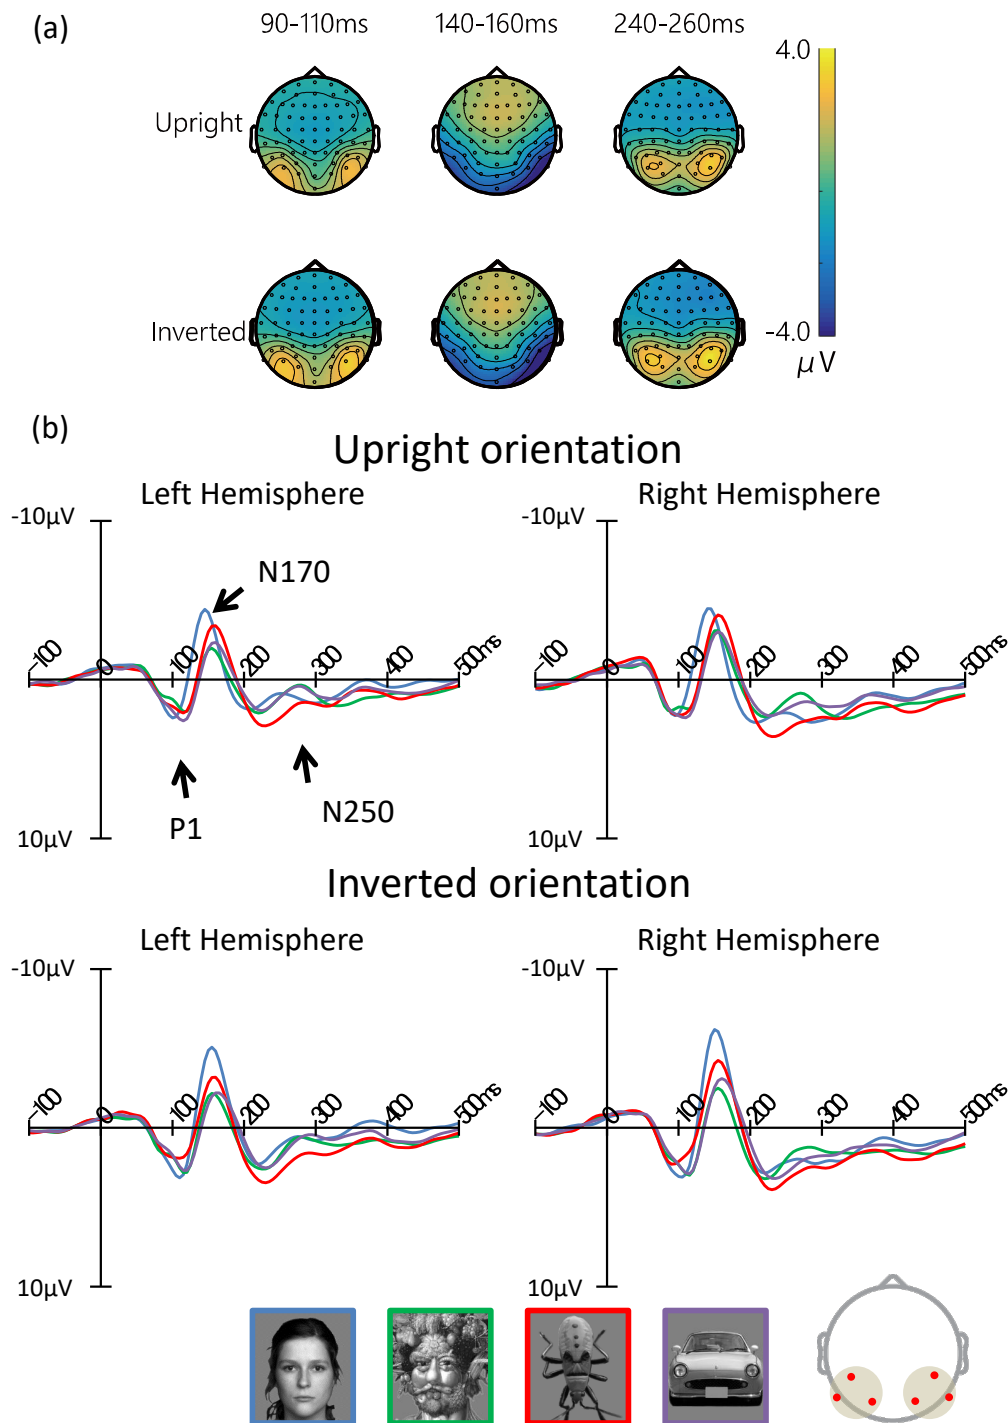 (a)
90-110ms 140-160ms 240-260ms
4.0
Upright
Inverted
-4.0
μV
(b)
Upright orientation
Left Hemisphere Right Hemisphere
-10μV -10μV
N170
-100 0 100 200 300 400 500ms
-100 0 100 200 300 400 500ms
P1
N250
10μV 10μV
Inverted orientation
Left Hemisphere Right Hemisphere
-10μV -10μV
-100 0 100 200 300 400 500ms
-100 0 100 200 300 400 500ms
10μV 10μV